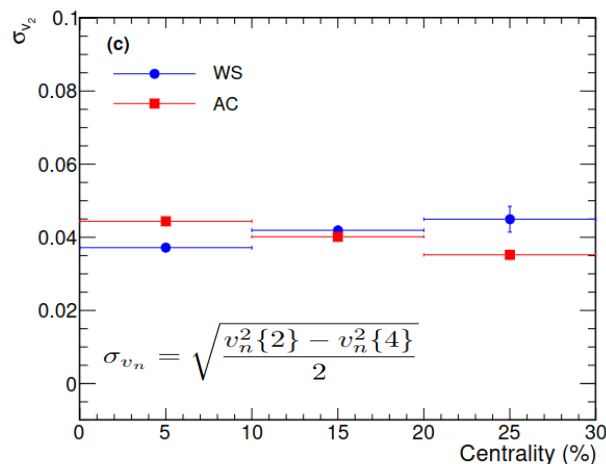 σ_{v_2}
0.1
(c)
WS
AC
0.08
0.06
0.04
0.02
0
σ_{v_n} = \sqrt{\frac{v_n^2\{2\} - v_n^2\{4\}}{2}}
0 5 10 15 20 25 30
Centrality (%)